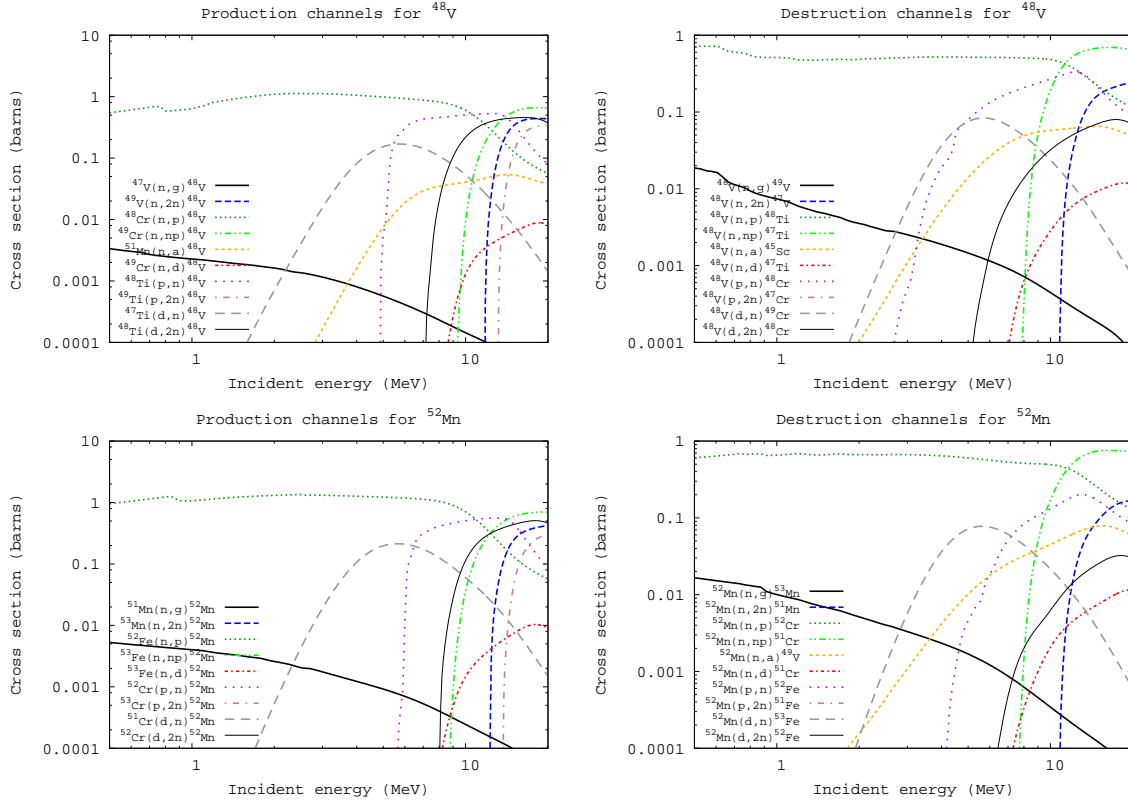 Production channels for ⁴⁸V
Cross section (barns)
10
1
0.1
0.01
0.001
0.0001
⁴⁷V(n,g)⁴⁸V
⁴⁹V(n,2n)⁴⁸V
⁴⁸Cr(n,p)⁴⁸V
⁴⁹Cr(n,np)⁴⁸V
⁵¹Mn(n,a)⁴⁸V
⁴⁹Cr(n,d)⁴⁸V
⁴⁸Ti(p,n)⁴⁸V
⁴⁹Ti(p,2n)⁴⁸V
⁴⁷Ti(d,n)⁴⁸V
⁴⁸Ti(d,2n)⁴⁸V
1
10
Incident energy (MeV)
Destruction channels for ⁴⁸V
Cross section (barns)
1
0.1
0.01
0.001
0.0001
⁴⁸V(n,g)⁴⁹V
⁴⁸V(n,2n)⁴⁷V
⁴⁸V(n,p)⁴⁸Ti
⁴⁸V(n,np)⁴⁷Ti
⁴⁸V(n,a)⁴⁵Sc
⁴⁸V(n,d)⁴⁷Ti
⁴⁸V(p,n)⁴⁸Cr
⁴⁸V(p,2n)⁴⁷Cr
⁴⁸V(d,n)⁴⁹Cr
⁴⁸V(d,2n)⁴⁸Cr
1
10
Incident energy (MeV)
Production channels for ⁵²Mn
Cross section (barns)
10
1
0.1
0.01
0.001
0.0001
⁵¹Mn(n,g)⁵²Mn
⁵³Mn(n,2n)⁵²Mn
⁵²Fe(n,p)⁵²Mn
⁵³Fe(n,np)⁵²Mn
⁵³Fe(n,d)⁵²Mn
⁵²Cr(p,n)⁵²Mn
⁵³Cr(p,2n)⁵²Mn
⁵¹Cr(d,n)⁵²Mn
⁵²Cr(d,2n)⁵²Mn
1
10
Incident energy (MeV)
Destruction channels for ⁵²Mn
Cross section (barns)
1
0.1
0.01
0.001
0.0001
⁵²Mn(n,g)⁵³Mn
⁵²Mn(n,2n)⁵¹Mn
⁵²Mn(n,p)⁵²Cr
⁵²Mn(n,np)⁵¹Cr
⁵²Mn(n,a)⁴⁹V
⁵²Mn(n,d)⁵¹Cr
⁵²Mn(p,n)⁵²Fe
⁵²Mn(p,2n)⁵¹Fe
⁵²Mn(d,n)⁵³Fe
⁵²Mn(d,2n)⁵²Fe
1
10
Incident energy (MeV)